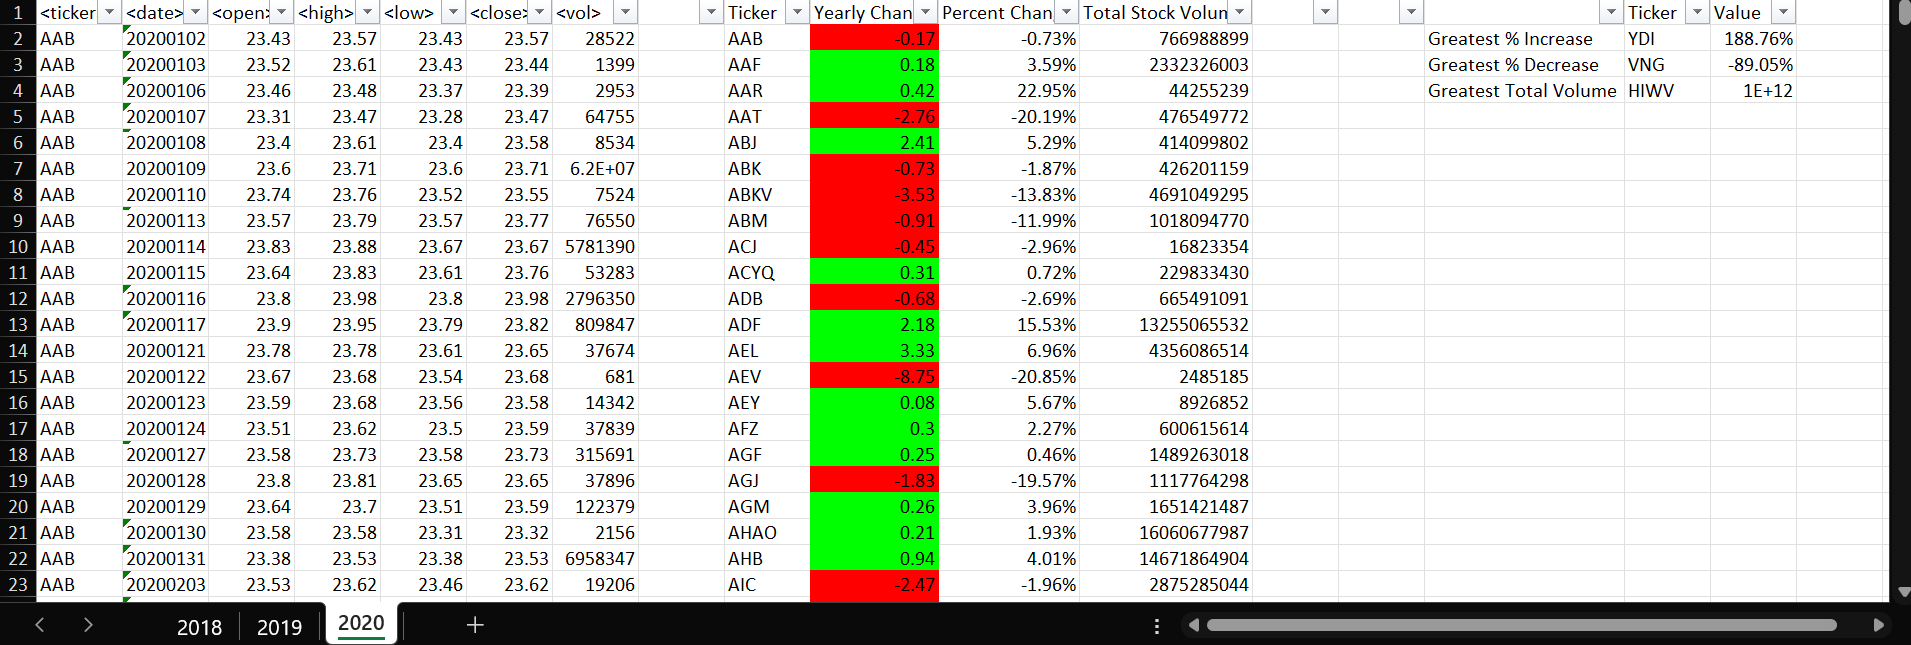 1 <ticker <date> <open> <high> <low> <close> <vol> Ticker Yearly Chan Percent Chan Total Stock Volun Ticker Value
2 AAB 20200102 23.43 23.57 23.43 23.57 28522 AAB -0.17 -0.73% 766988899 Greatest % Increase YDI 188.76%
3 AAB 20200103 23.52 23.61 23.43 23.44 1399 AAF 0.18 3.59% 2332326003 Greatest % Decrease VNG -89.05%
4 AAB 20200106 23.46 23.48 23.37 23.39 2953 AAR 0.42 22.95% 44255239 Greatest Total Volume HIWV 1E+12
5 AAB 20200107 23.31 23.47 23.28 23.47 64755 AAT -2.76 -20.19% 476549772
6 AAB 20200108 23.4 23.61 23.4 23.58 8534 ABJ 2.41 5.29% 414099802
7 AAB 20200109 23.6 23.71 23.6 23.71 6.2E+07 ABK -0.73 -1.87% 426201159
8 AAB 20200110 23.74 23.76 23.52 23.55 7524 ABKV -3.53 -13.83% 4691049295
9 AAB 20200113 23.57 23.79 23.57 23.77 76550 ABM -0.91 -11.99% 1018094770
10 AAB 20200114 23.83 23.88 23.67 23.67 5781390 ACJ -0.45 -2.96% 16823354
11 AAB 20200115 23.64 23.83 23.61 23.76 53283 ACYQ 0.31 0.72% 229833430
12 AAB 20200116 23.8 23.98 23.8 23.98 2796350 ADB -0.68 -2.69% 665491091
13 AAB 20200117 23.9 23.95 23.79 23.82 809847 ADF 2.18 15.53% 13255065532
14 AAB 20200121 23.78 23.78 23.61 23.65 37674 AEL 3.33 6.96% 4356086514
15 AAB 20200122 23.67 23.68 23.54 23.68 681 AEV -8.75 -20.85% 2485185
16 AAB 20200123 23.59 23.68 23.56 23.58 14342 AEY 0.08 5.67% 8926852
17 AAB 20200124 23.51 23.62 23.5 23.59 37839 AFZ 0.3 2.27% 600615614
18 AAB 20200127 23.58 23.73 23.58 23.73 315691 AGF 0.25 0.46% 1489263018
19 AAB 20200128 23.8 23.81 23.65 23.65 37896 AGJ -1.83 -19.57% 1117764298
20 AAB 20200129 23.64 23.7 23.51 23.59 122379 AGM 0.26 3.96% 1651421487
21 AAB 20200130 23.58 23.58 23.31 23.32 2156 AHAO 0.21 1.93% 16060677987
22 AAB 20200131 23.38 23.53 23.38 23.53 6958347 AHB 0.94 4.01% 14671864904
23 AAB 20200203 23.53 23.62 23.46 23.62 19206 AIC -2.47 -1.96% 2875285044
2018 2019 2020